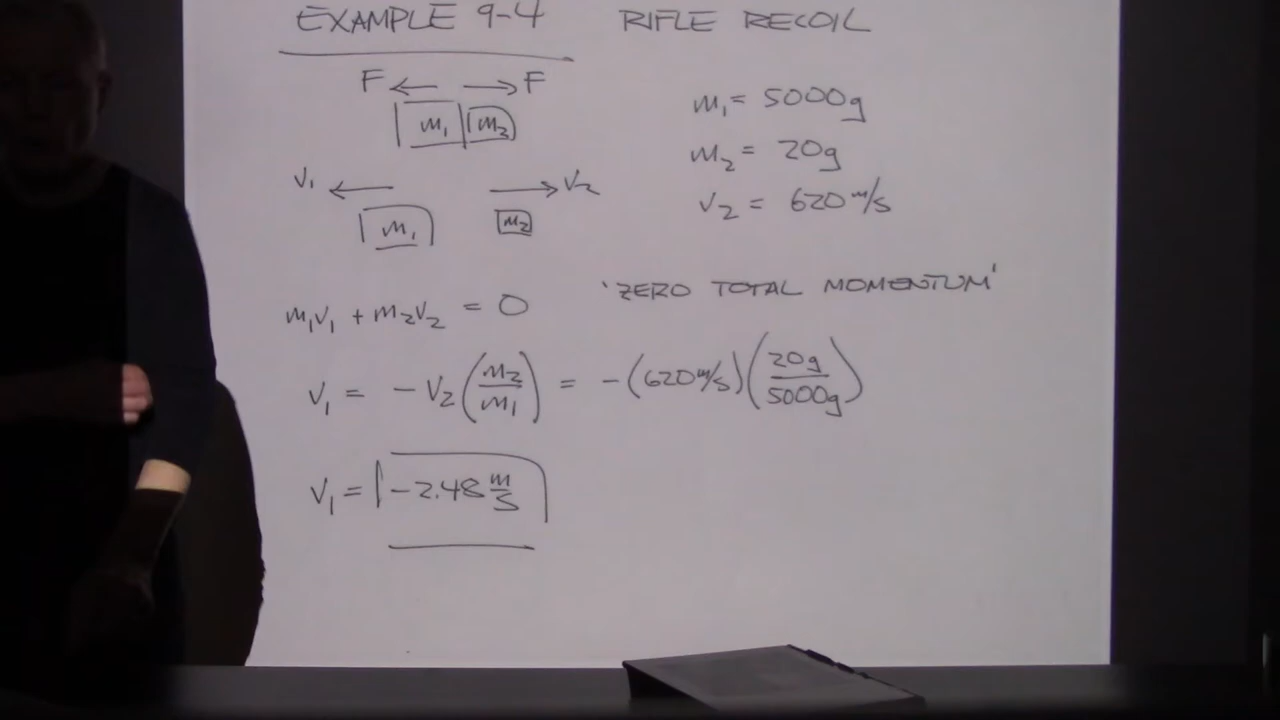 EXAMPLE 9-4 RIFLE RECOIL
F ← → F
m₁ m₂
m₁ = 5000g
m₂ = 20g
v₁ ← → v₂
v₂ = 620 m/s
m₁ m₂
m₁v₁ + m₂v₂ = 0 'ZERO TOTAL MOMENTUM'
v₁ = -v₂(m₂/m₁) = -(620 m/s)(20g/5000g)
v₁ = -2.48 m/s